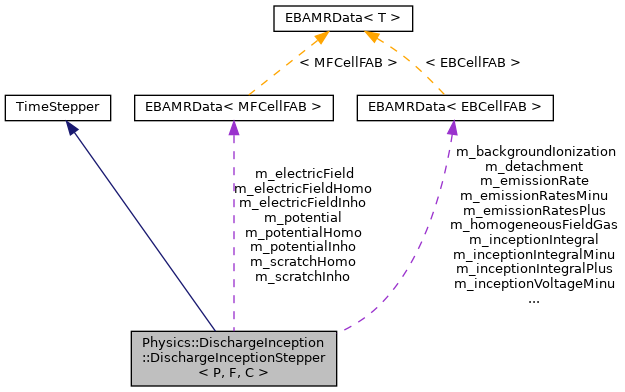 EBAMRData< T >
< MFCellFAB >
< EBCellFAB >
TimeStepper
EBAMRData< MFCellFAB >
EBAMRData< EBCellFAB >
m_electricField
m_electricFieldHomo
m_electricFieldInho
m_potential
m_potentialHomo
m_potentialInho
m_scratchHomo
m_scratchInho
m_backgroundIonization
m_detachment
m_emissionRate
m_emissionRatesMinu
m_emissionRatesPlus
m_homogeneousFieldGas
m_inceptionIntegral
m_inceptionIntegralMinu
m_inceptionIntegralPlus
m_inceptionVoltageMinu
...
Physics::DischargeInception
::DischargeInceptionStepper
< P, F, C >